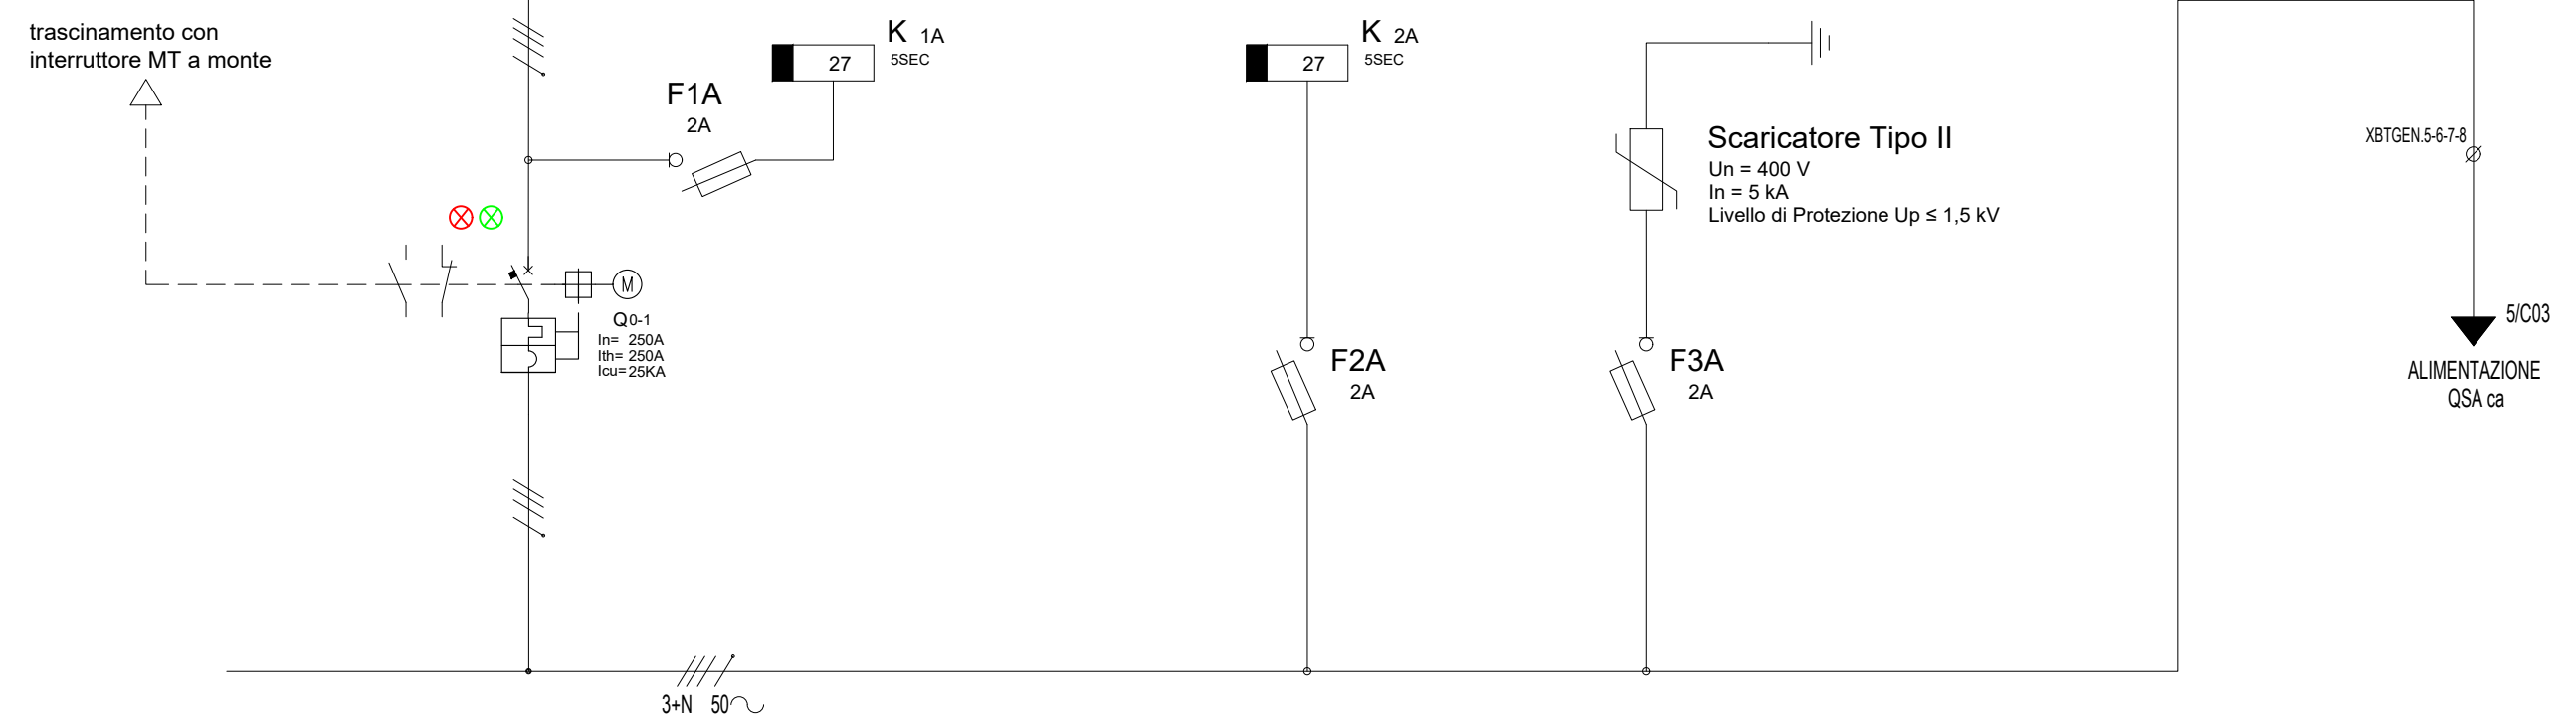 trascinamento con
interruttore MT a monte
K 1A
5SEC
27
F1A
2A
K 2A
5SEC
27
Scaricatore Tipo II
Un = 400 V
In = 5 kA
Livello di Protezione Up ≤ 1,5 kV
XBTGEN.5-6-7-8
M
Q0-1
In= 250A
Ith= 250A
Icu=25KA
F2A
2A
F3A
2A
5/C03
ALIMENTAZIONE
QSA ca
3+N 50